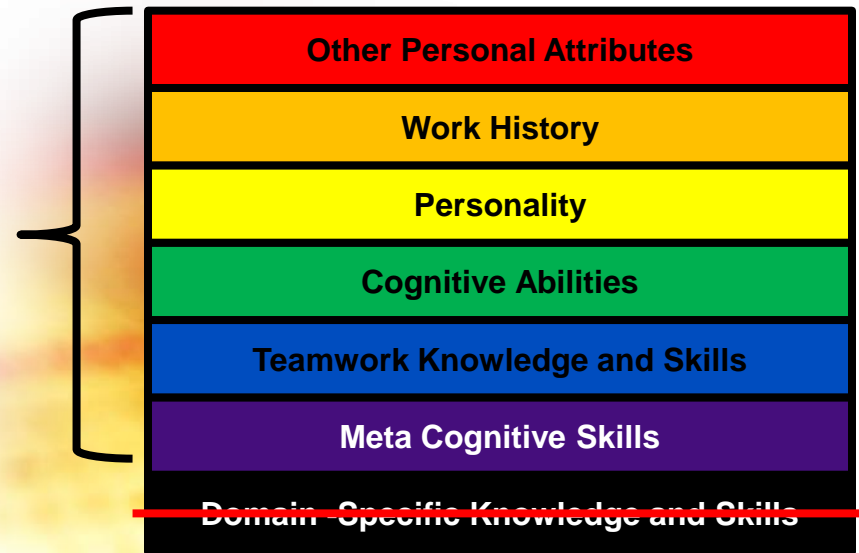 Other Personal Attributes
Work History
Personality
Cognitive Abilities
Teamwork Knowledge and Skills
Meta Cognitive Skills
Domain -Specific Knowledge and Skills